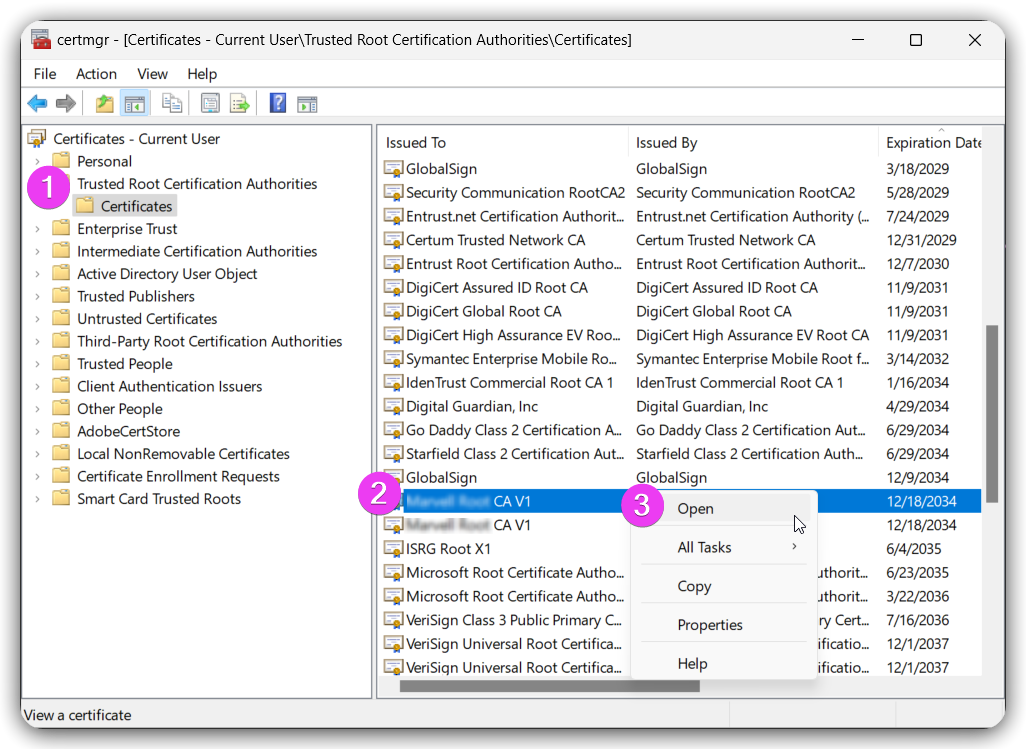 certmgr - [Certificates - Current User\Trusted Root Certification Authorities\Certificates]
File Action View Help
Certificates - Current User
Personal
1
Trusted Root Certification Authorities
Certificates
Enterprise Trust
Intermediate Certification Authorities
Active Directory User Object
Trusted Publishers
Untrusted Certificates
Third-Party Root Certification Authorities
Trusted People
Client Authentication Issuers
Other People
AdobeCertStore
Local NonRemovable Certificates
Certificate Enrollment Requests
Smart Card Trusted Roots
Issued To Issued By Expiration Date
GlobalSign GlobalSign 3/18/2029
Security Communication RootCA2 Security Communication RootCA2 5/28/2029
Entrust.net Certification Authorit... Entrust.net Certification Authority (... 7/24/2029
Certum Trusted Network CA Certum Trusted Network CA 12/31/2029
Entrust Root Certification Autho... Entrust Root Certification Authorit... 12/7/2030
DigiCert Assured ID Root CA DigiCert Assured ID Root CA 11/9/2031
DigiCert Global Root CA DigiCert Global Root CA 11/9/2031
DigiCert High Assurance EV Roo... DigiCert High Assurance EV Root CA 11/9/2031
Symantec Enterprise Mobile Ro... Symantec Enterprise Mobile Root f... 3/14/2032
IdenTrust Commercial Root CA 1 IdenTrust Commercial Root CA 1 1/16/2034
Digital Guardian, Inc Digital Guardian, Inc 4/29/2034
Go Daddy Class 2 Certification A... Go Daddy Class 2 Certification Aut... 6/29/2034
Starfield Class 2 Certification Aut... Starfield Class 2 Certification Auth... 6/29/2034
GlobalSign GlobalSign 12/9/2034
2 CA V1 12/18/2034
CA V1 12/18/2034
ISRG Root X1 6/4/2035
Microsoft Root Certificate Autho... uthorit... 6/23/2035
Microsoft Root Certificate Autho... uthorit... 3/22/2036
VeriSign Class 3 Public Primary C... ry Cert... 7/16/2036
VeriSign Universal Root Certifica... ificatio... 12/1/2037
VeriSign Universal Root Certifica... ificatio... 12/1/2037
3
Open
All Tasks
Copy
Properties
Help
View a certificate